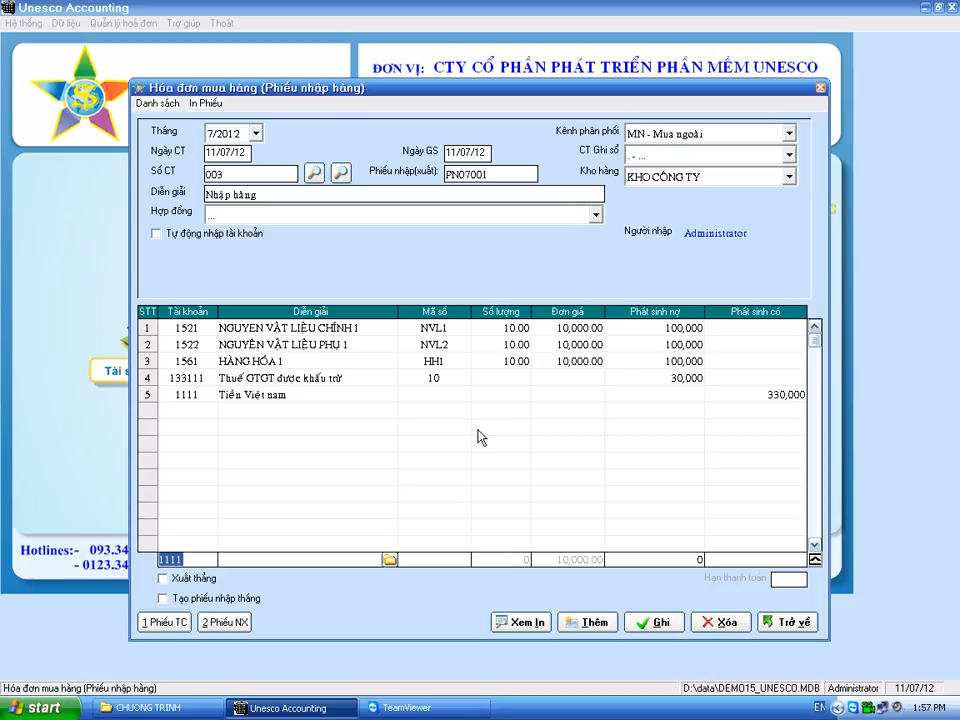 Unesco Accounting
Hệ thống Dữ liệu Quản lý hoá đơn Trợ giúp Thoát
ĐƠN VỊ: CTY CỔ PHẦN PHÁT TRIỂN PHẦN MỀM UNESCO
Hóa đơn mua hàng (Phiếu nhập hàng)
Danh sách In Phiếu
Tháng 7/2012 Kênh phân phối MN - Mua ngoài
Ngày CT 11/07/12 Ngày GS 11/07/12 CT Ghi sổ . - ...
Số CT 003 Phiếu nhập(xuất): PN07001 Kho hàng KHO CÔNG TY
Diễn giải Nhập hàng
Hợp đồng ...
Tự động nhập tài khoản Người nhập Administrator
STT Tài khoản Diễn giải Mã số Số lượng Đơn giá Phát sinh nợ Phát sinh có
1 1521 NGUYEN VẬT LIỆU CHÍNH 1 NVL1 10.00 10,000.00 100,000
2 1522 NGUYÊN VẬT LIỆU PHỤ 1 NVL2 10.00 10,000.00 100,000
3 1561 HÀNG HÓA 1 HH1 10.00 10,000.00 100,000
4 133111 Thuế GTGT được khấu trừ 10 30,000
5 1111 Tiền Việt nam 330,000
Tài s
Hotlines:- 093.34
- 0123.34
1111 0 10,000.00 0
Xuất thẳng Hạn thanh toán
Tạo phiếu nhập tháng
1 Phiếu TC 2 Phiếu NX Xem In Thêm Ghi Xóa Trở về
Hóa đơn mua hàng (Phiếu nhập hàng) D:\data\DEMO15_UNESCO.MDB Administrator 11/07/12
start CHUONG TRINH Unesco Accounting TeamViewer EN 1:57 PM